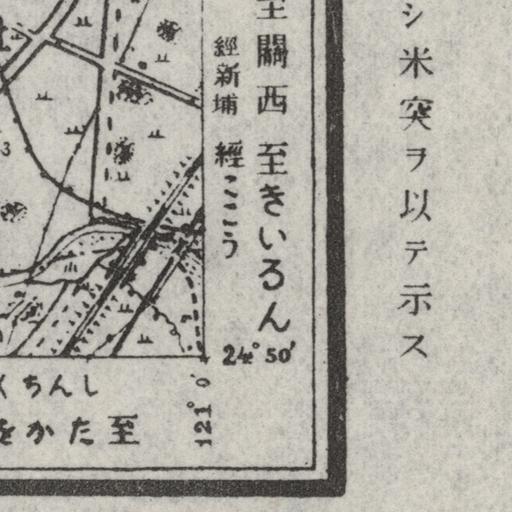 シ米突ヲ以テ示ス
至關西
經新埔
至きいろん
經こころう
24° 50′
121° 0′
くちんし
をかた至
3